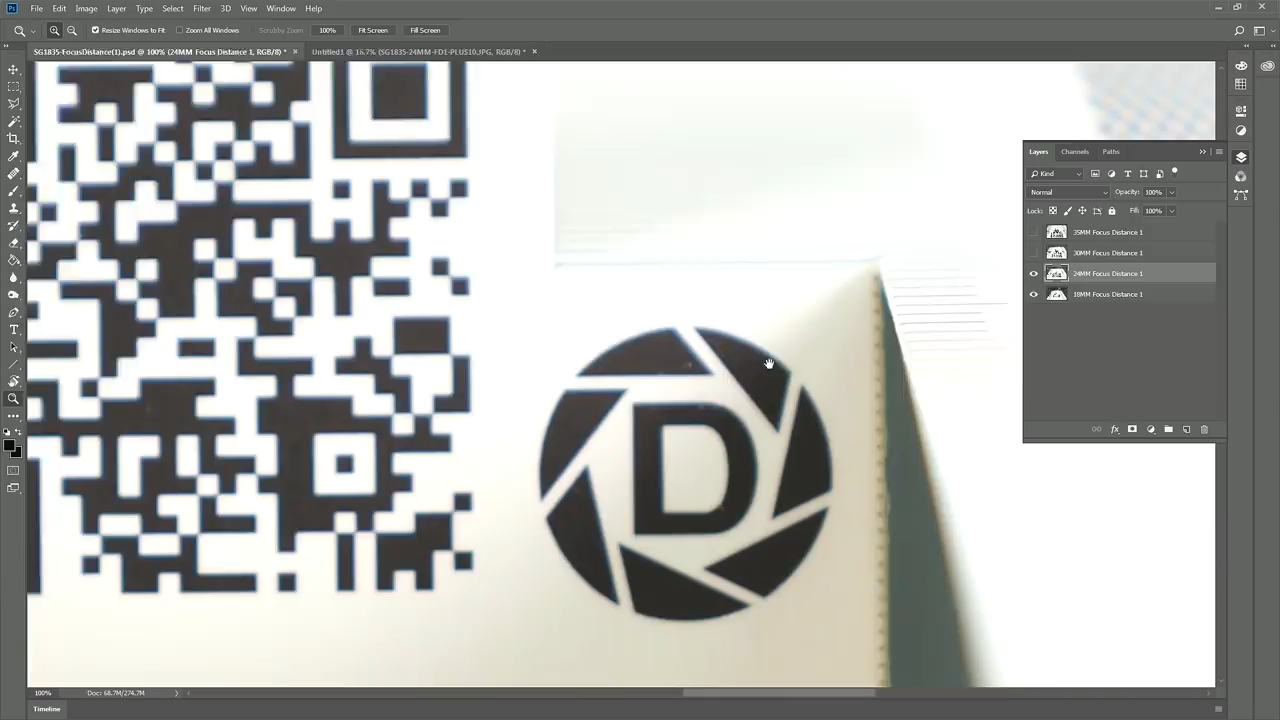 Ps File Edit Image Layer Type Select Filter 3D View Window Help
Resize Windows to Fit Zoom All Windows Scrubby Zoom 100% Fit Screen Fill Screen
SG1835-FocusDistance(1).psd @ 100% (24MM Focus Distance 1, RGB/8) * × Untitled1 @ 16.7% (SG1835-24MM-FD1-PLUS10.JPG, RGB/8) * ×
Layers Channels Paths
Kind
Normal Opacity: 100%
Lock: Fill: 100%
35MM Focus Distance 1
30MM Focus Distance 1
24MM Focus Distance 1
18MM Focus Distance 1
fx
D
100% Doc: 68.7M/274.7M
Timeline